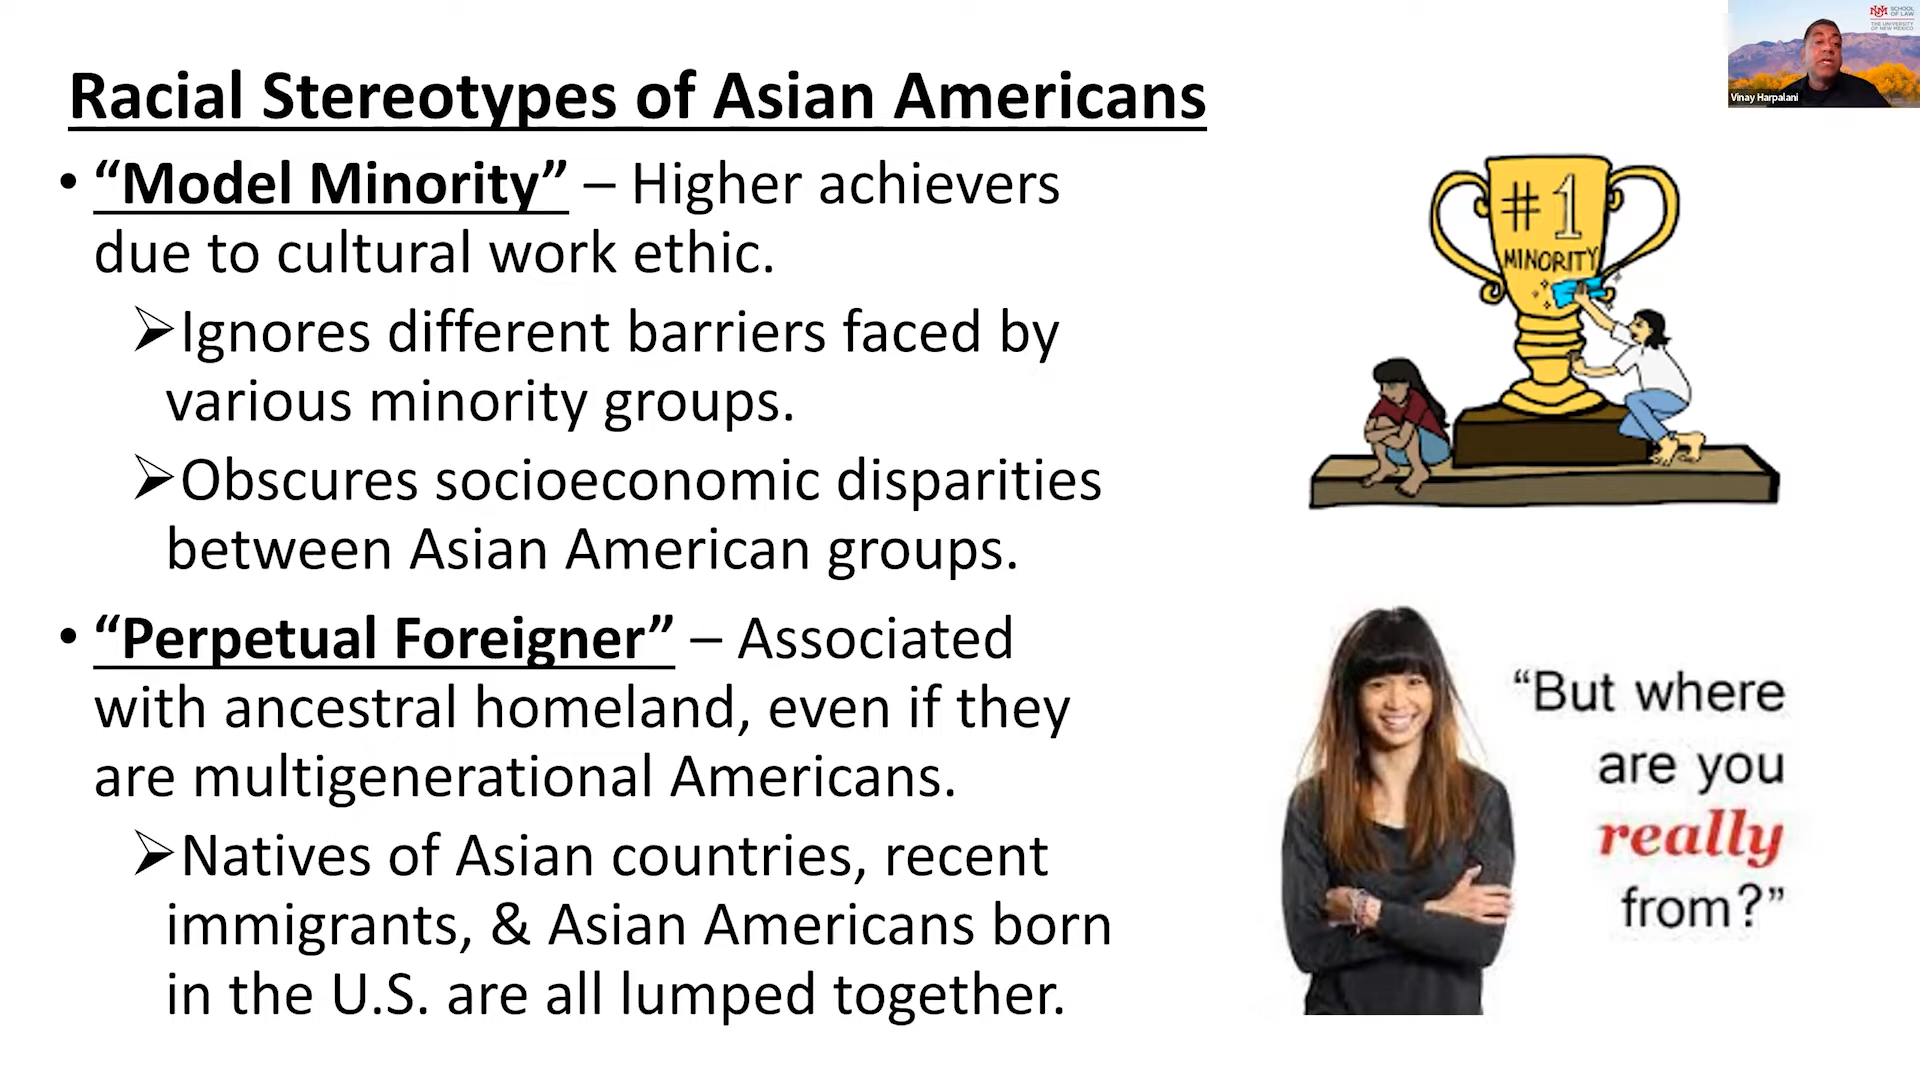 Racial Stereotypes of Asian Americans
• “Model Minority” – Higher achievers
due to cultural work ethic.
➢Ignores different barriers faced by
various minority groups.
➢Obscures socioeconomic disparities
between Asian American groups.
• “Perpetual Foreigner” – Associated
with ancestral homeland, even if they
are multigenerational Americans.
➢Natives of Asian countries, recent
immigrants, & Asian Americans born
in the U.S. are all lumped together.
#1
MINORITY
“But where
are you
really
from?”
SCHOOL
OF LAW
THE UNIVERSITY
OF NEW MEXICO
Vinay Harpalani